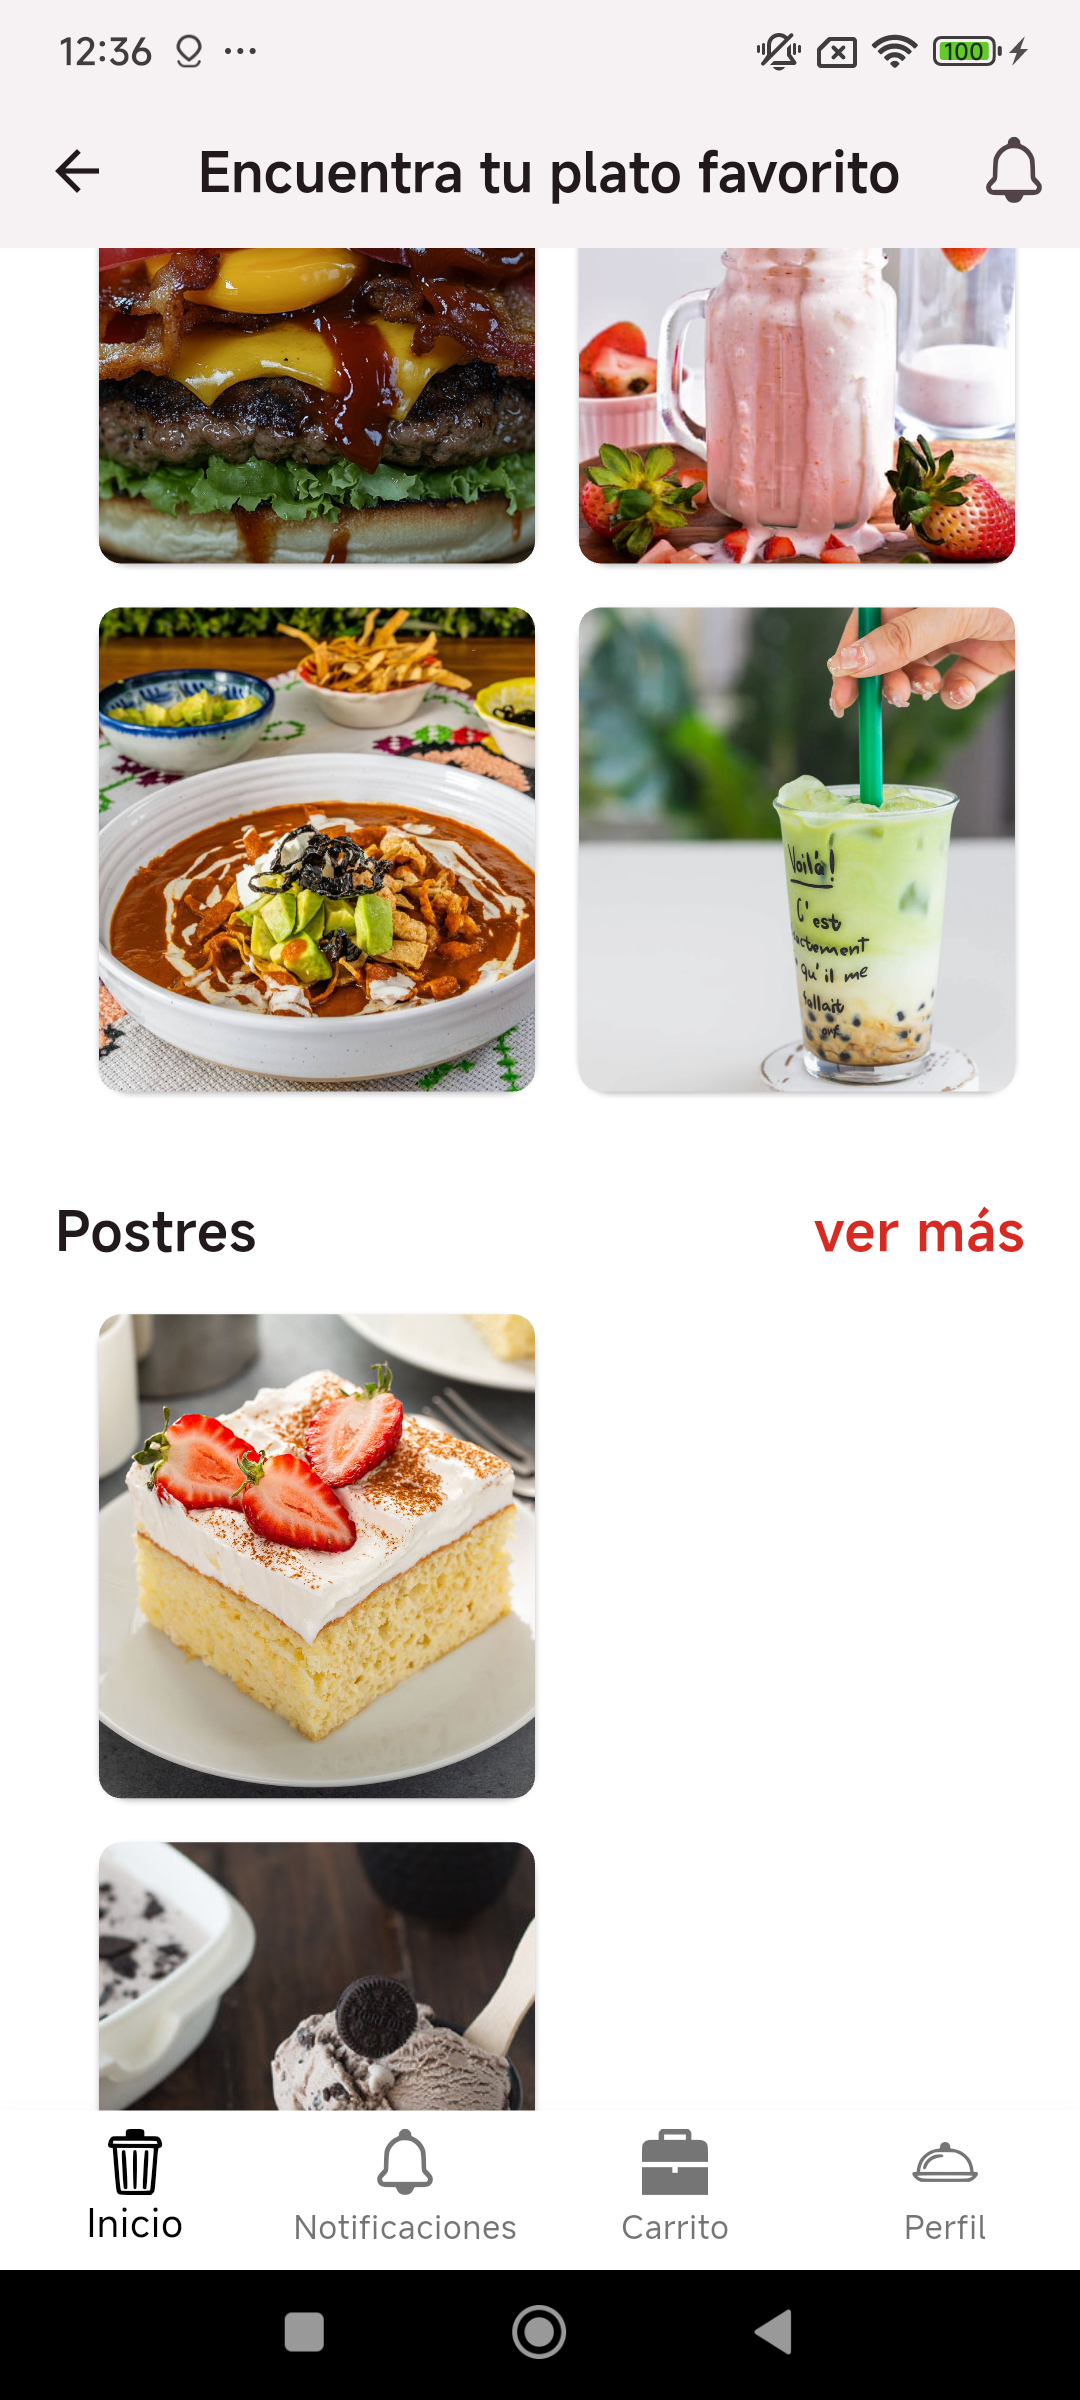 12:36
100
Encuentra tu plato favorito
Voilà!
C'est
qu'il me
fallait
Postres
ver más
Inicio
Notificaciones
Carrito
Perfil